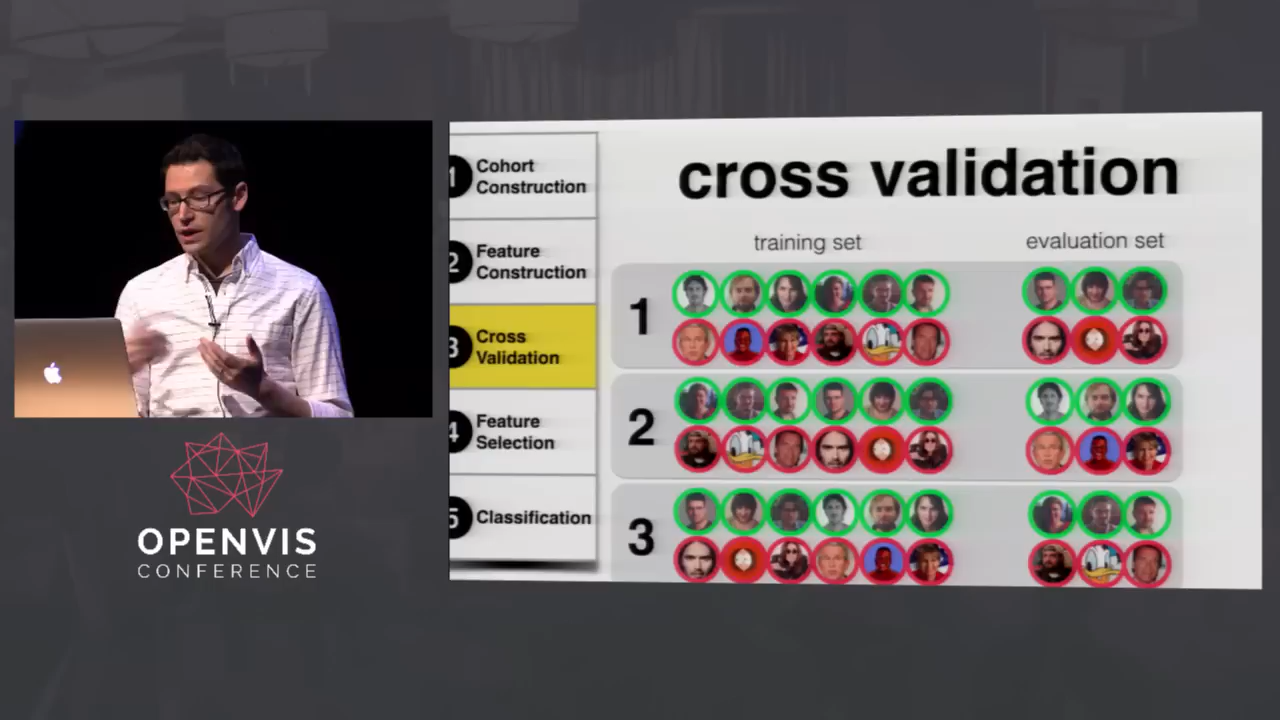 1 Cohort
Construction
2 Feature
Construction
3 Cross
Validation
4 Feature
Selection
5 Classification
cross validation
training set
evaluation set
1
2
3
OPENVIS
CONFERENCE